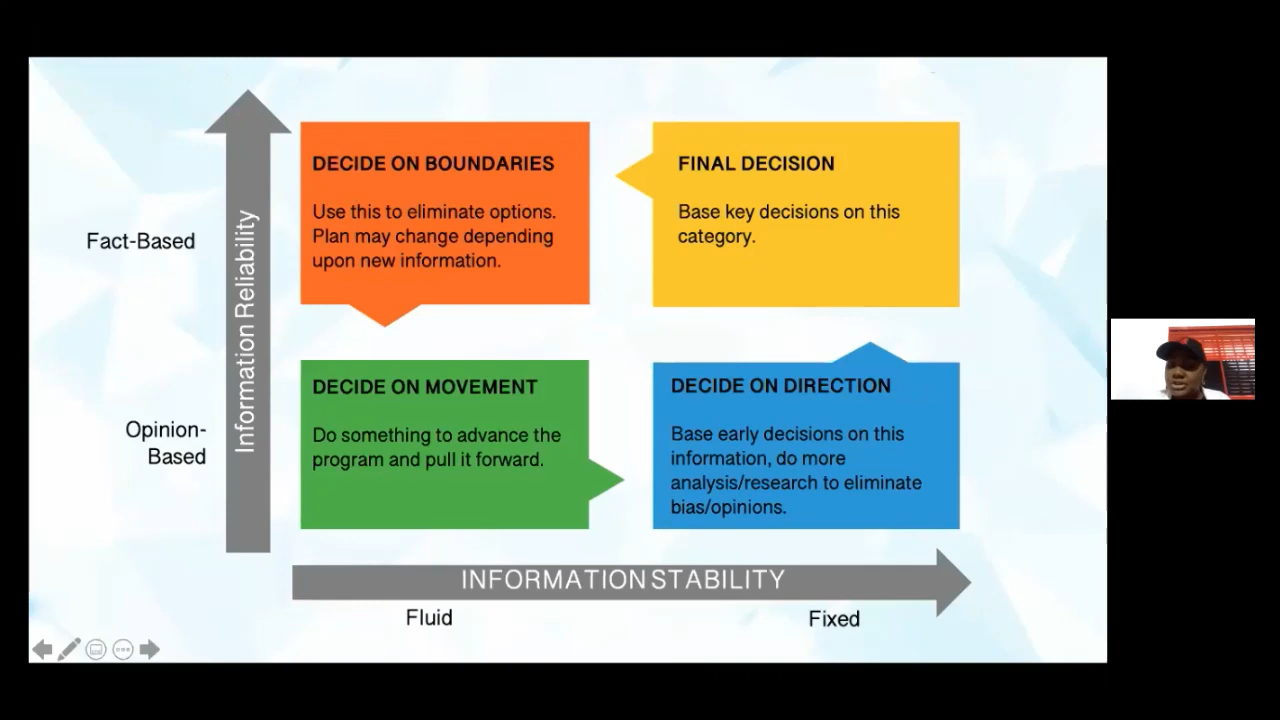 DECIDE ON BOUNDARIES
Use this to eliminate options.
Plan may change depending
upon new information.
FINAL DECISION
Base key decisions on this
category.
Fact-Based
Information Reliability
Opinion-
Based
DECIDE ON MOVEMENT
Do something to advance the
program and pull it forward.
DECIDE ON DIRECTION
Base early decisions on this
information, do more
analysis/research to eliminate
bias/opinions.
INFORMATION STABILITY
Fluid
Fixed